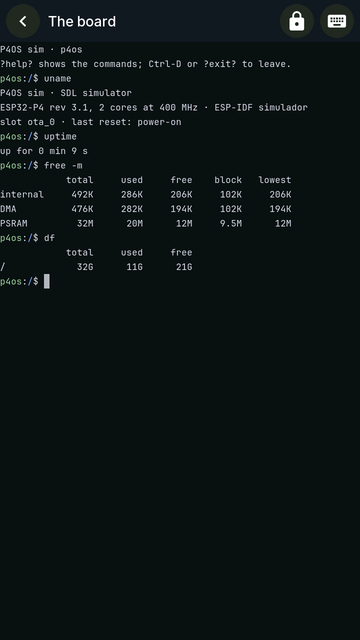 The board
P4OS sim · p4os
?help? shows the commands; Ctrl-D or ?exit? to leave.
p4os:/$ uname
P4OS sim · SDL simulator
ESP32-P4 rev 3.1, 2 cores at 400 MHz · ESP-IDF simulador
slot ota_0 · last reset: power-on
p4os:/$ uptime
up for 0 min 9 s
p4os:/$ free -m
total used free block lowest
internal 492K 286K 206K 102K 206K
DMA 476K 282K 194K 102K 194K
PSRAM 32M 20M 12M 9.5M 12M
p4os:/$ df
total used free
/ 32G 11G 21G
p4os:/$